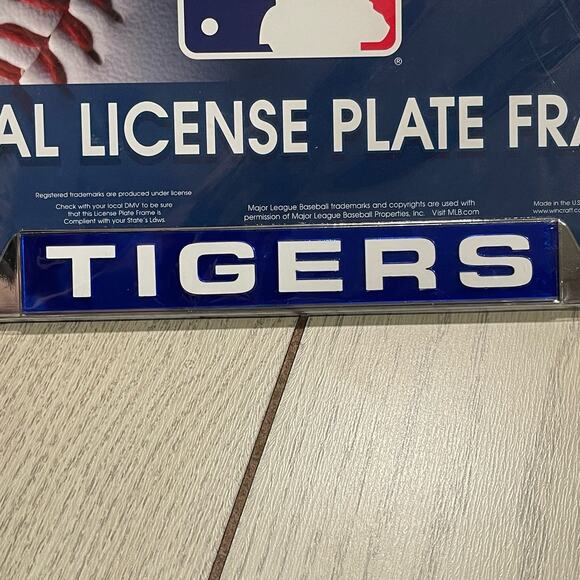 ®
AL LICENSE PLATE FRA
Registered trademarks are produced under license
Check with your local DMV to be sure
that this License Plate Frame is
Compliant with your State's Laws.
Major League Baseball trademarks and copyrights are used with
permission of Major League Baseball Properties, Inc. Visit MLB.com
Made in the U.S
www.wincraft.c
TIGERS